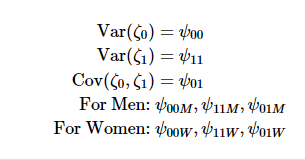 Var(ζ₀) = ψ₀₀
Var(ζ₁) = ψ₁₁
Cov(ζ₀, ζ₁) = ψ₀₁
For Men: ψ₀₀M, ψ₁₁M, ψ₀₁M
For Women: ψ₀₀W, ψ₁₁W, ψ₀₁W